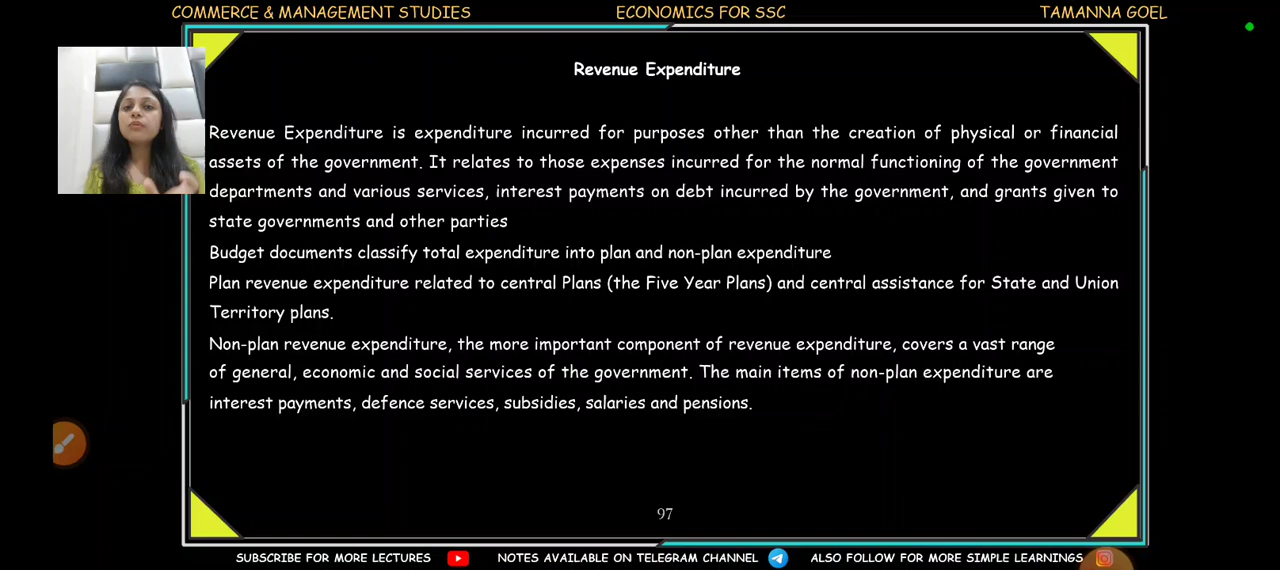 COMMERCE & MANAGEMENT STUDIES ECONOMICS FOR SSC TAMANNA GOEL
Revenue Expenditure
Revenue Expenditure is expenditure incurred for purposes other than the creation of physical or financial
assets of the government. It relates to those expenses incurred for the normal functioning of the government
departments and various services, interest payments on debt incurred by the government, and grants given to
state governments and other parties
Budget documents classify total expenditure into plan and non-plan expenditure
Plan revenue expenditure related to central Plans (the Five Year Plans) and central assistance for State and Union
Territory plans.
Non-plan revenue expenditure, the more important component of revenue expenditure, covers a vast range
of general, economic and social services of the government. The main items of non-plan expenditure are
interest payments, defence services, subsidies, salaries and pensions.
97
SUBSCRIBE FOR MORE LECTURES NOTES AVAILABLE ON TELEGRAM CHANNEL ALSO FOLLOW FOR MORE SIMPLE LEARNINGS